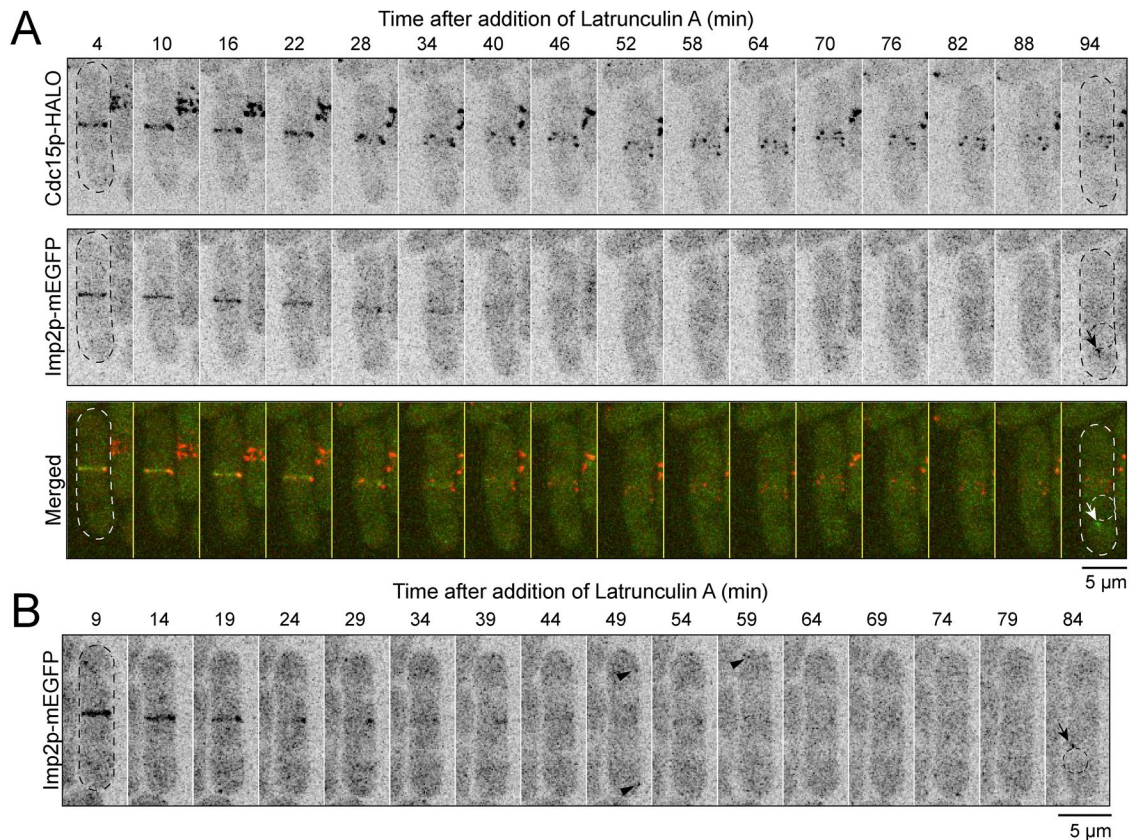 A
Time after addition of Latrunculin A (min)
4 10 16 22 28 34 40 46 52 58 64 70 76 82 88 94
Cdc15p-HALO
Imp2p-mEGFP
Merged
5 µm
B
Time after addition of Latrunculin A (min)
9 14 19 24 29 34 39 44 49 54 59 64 69 74 79 84
Imp2p-mEGFP
5 µm